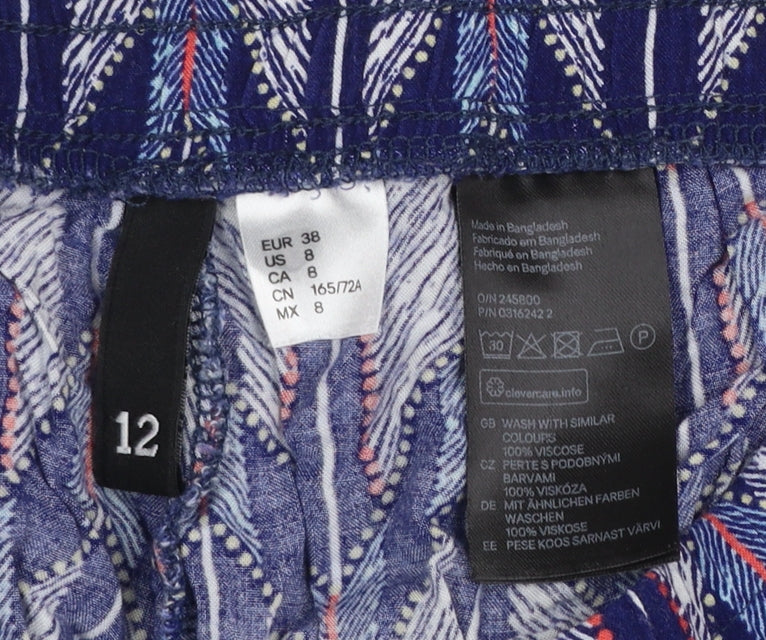 12
EUR 38
US 8
CA 8
CN 165/72A
MX 8
Made in Bangladesh
Fabricado em Bangladesh
Fabriqué en Bangladesh
Hecho en Bangladesh
O/N 245800
P/N 0316242 2
30
P
clevercare.info
GB WASH WITH SIMILAR
COLOURS
100% VISCOSE
CZ PERTE S PODOBNÝMI
BARVAMI
100% VISKÓZA
DE MIT ÄHNLICHEN FARBEN
WASCHEN
100% VISKOSE
EE PESE KOOS SARNAST VÄRVI